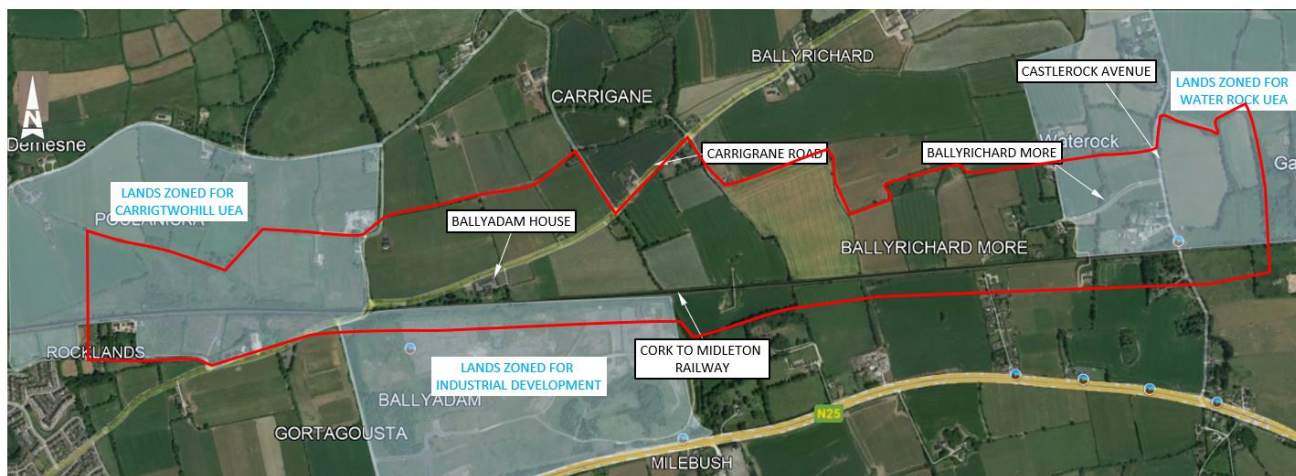 BALLYRICHARD
CASTLEROCK AVENUE
LANDS ZONED FOR
WATER ROCK UEA
CARRIGANE
N
Demesne
Waterock
CARRIGRANE ROAD
BALLYRICHARD MORE
Ga
LANDS ZONED FOR
CARRIGTWOHILL UEA
BALLYADAM HOUSE
BALLYRICHARD MORE
ROCKLANDS
CORK TO MIDLETON
RAILWAY
LANDS ZONED FOR
INDUSTRIAL DEVELOPMENT
BALLYADAM
N25
GORTAGOUSTA
MILEBUSH